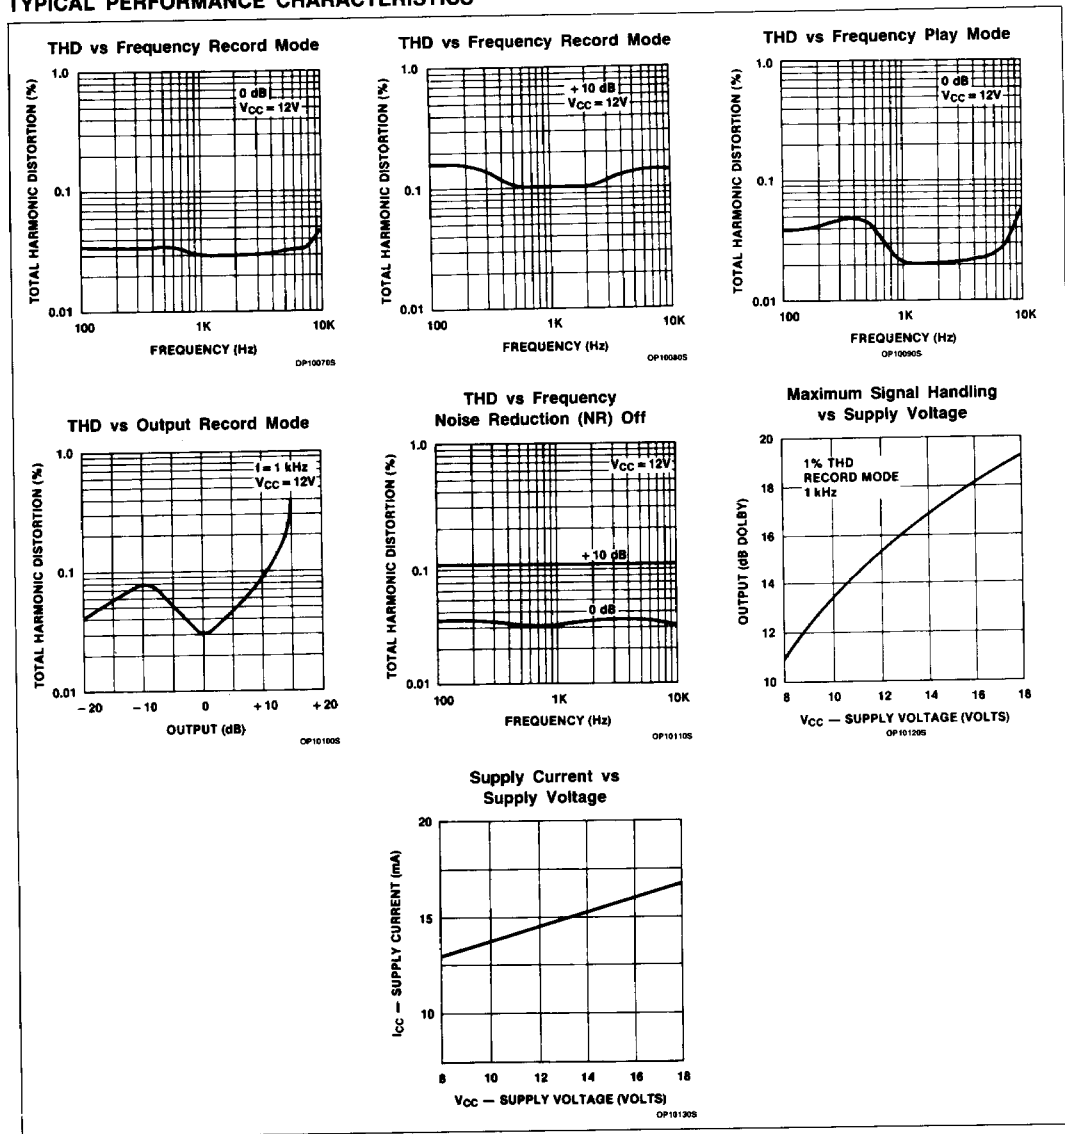 TYPICAL PERFORMANCE CHARACTERISTICS
THD vs Frequency Record Mode
TOTAL HARMONIC DISTORTION (%)
1.0
0.1
0.01
0 dB
VCC = 12V
100
1K
10K
FREQUENCY (Hz)
OP10070S
THD vs Frequency Record Mode
TOTAL HARMONIC DISTORTION (%)
1.0
0.1
0.01
+ 10 dB
VCC = 12V
100
1K
10K
FREQUENCY (Hz)
OP10080S
THD vs Frequency Play Mode
TOTAL HARMONIC DISTORTION (%)
1.0
0.1
0.01
0 dB
VCC = 12V
100
1K
10K
FREQUENCY (Hz)
OP10090S
THD vs Output Record Mode
TOTAL HARMONIC DISTORTION (%)
1.0
0.1
0.01
f = 1 kHz
VCC = 12V
– 20
– 10
0
+ 10
+ 20
OUTPUT (dB)
OP10100S
THD vs Frequency
Noise Reduction (NR) Off
TOTAL HARMONIC DISTORTION (%)
1.0
0.1
0.01
VCC = 12V
+ 10 dB
0 dB
100
1K
10K
FREQUENCY (Hz)
OP10110S
Maximum Signal Handling
vs Supply Voltage
OUTPUT (dB DOLBY)
20
18
16
14
12
10
1% THD
RECORD MODE
1 kHz
8
10
12
14
16
18
VCC — SUPPLY VOLTAGE (VOLTS)
OP10120S
Supply Current vs
Supply Voltage
ICC — SUPPLY CURRENT (mA)
20
15
10
8
10
12
14
16
18
VCC — SUPPLY VOLTAGE (VOLTS)
OP10130S